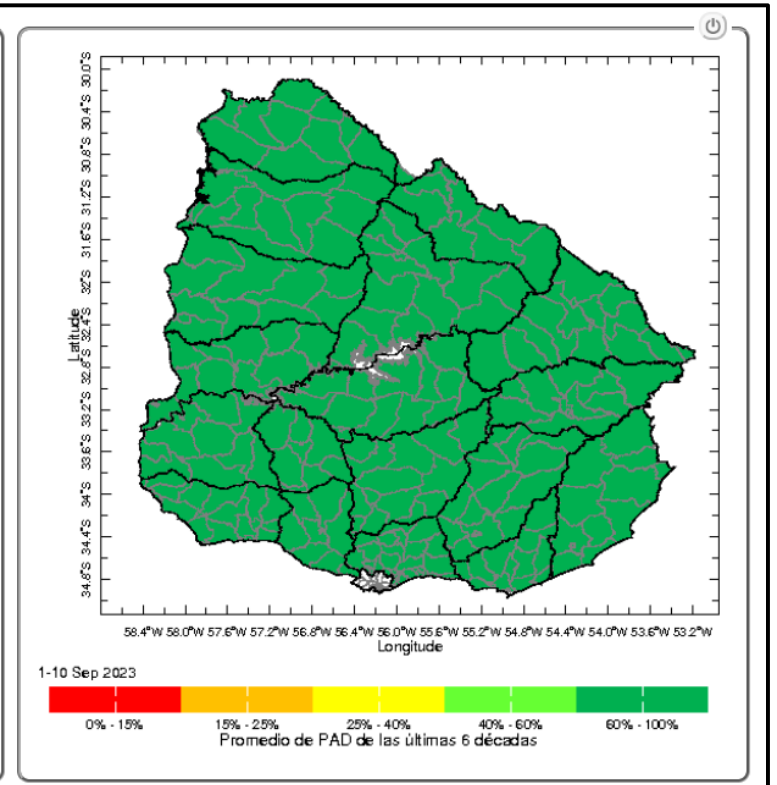 30.0°S
30.4°S
30.8°S
31.2°S
31.6°S
32°S
32.4°S
32.8°S
33.2°S
33.6°S
34°S
34.4°S
34.8°S
Latitude
58.4°W 58.0°W 57.6°W 57.2°W 56.8°W 56.4°W 56.0°W 55.6°W 55.2°W 54.8°W 54.4°W 54.0°W 53.6°W 53.2°W
Longitude
1-10 Sep 2023
0% - 15% 15% - 25% 25% - 40% 40% - 60% 60% - 100%
Promedio de PAD de las últimas 6 décadas